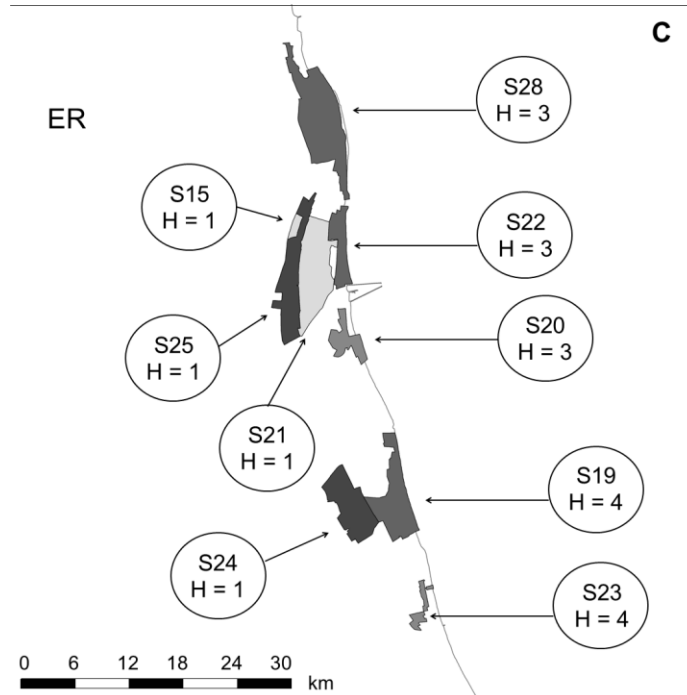 C
ER
S28
H = 3
S15
H = 1
S22
H = 3
S25
H = 1
S20
H = 3
S21
H = 1
S19
H = 4
S24
H = 1
S23
H = 4
0 6 12 18 24 30
km